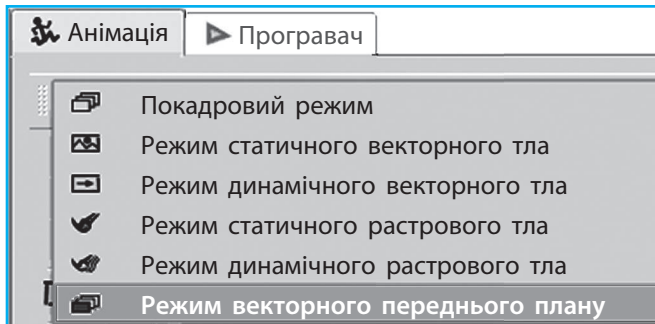 Анімація Програвач
Покадровий режим
Режим статичного векторного тла
Режим динамічного векторного тла
Режим статичного растрового тла
Режим динамічного растрового тла
Режим векторного переднього плану